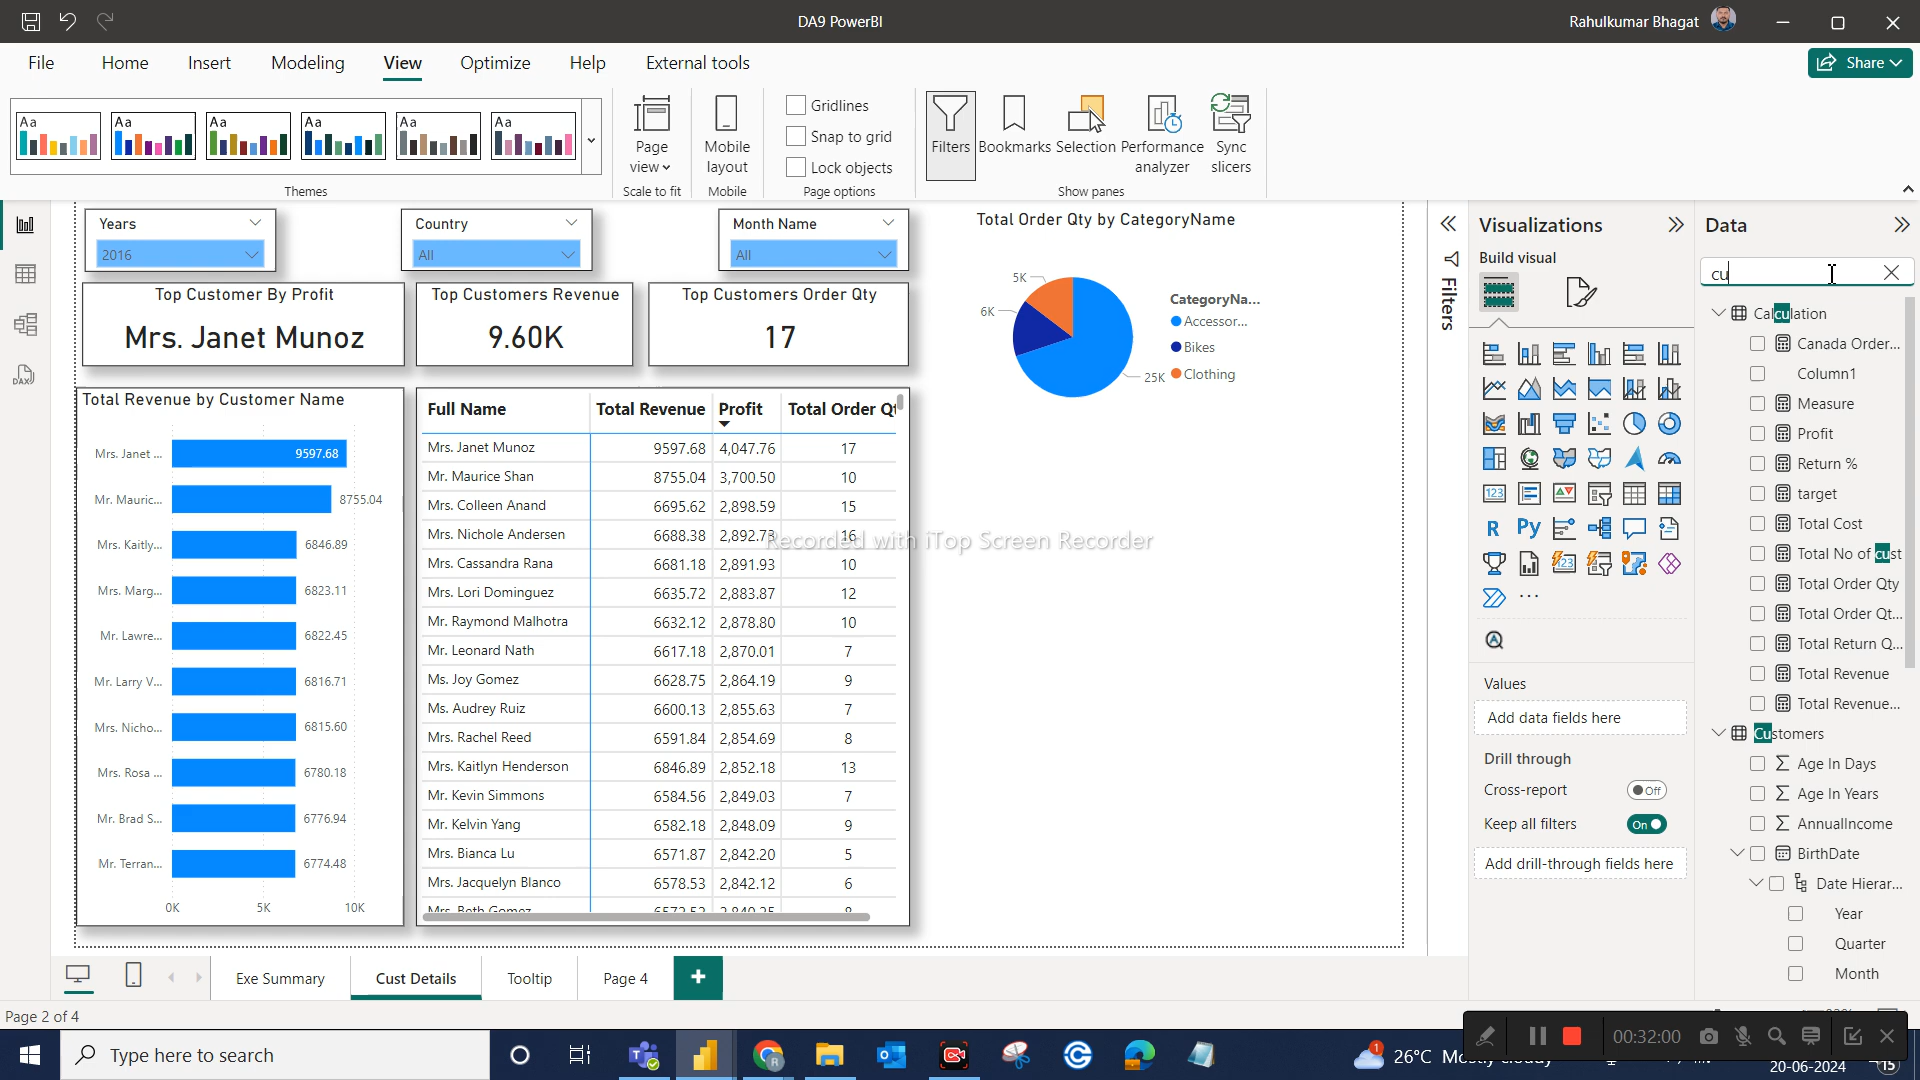 DA9 PowerBI
Rahulkumar Bhagat
File Home Insert Modeling View Optimize Help External tools
Share
Aa Aa Aa Aa Aa Aa
Themes
Page view
Scale to fit
Mobile layout
Mobile
Gridlines
Snap to grid
Lock objects
Page options
Filters
Bookmarks
Selection
Performance analyzer
Sync slicers
Show panes
Years
2016
Country
All
Month Name
All
Top Customer By Profit
Mrs. Janet Munoz
Top Customers Revenue
9.60K
Top Customers Order Qty
17
Total Order Qty by CategoryName
5K
6K
25K
CategoryNa...
Accessor...
Bikes
Clothing
Total Revenue by Customer Name
Mrs. Janet ... 9597.68
Mr. Mauric... 8755.04
Mrs. Kaitly... 6846.89
Mrs. Marg... 6823.11
Mr. Lawre... 6822.45
Mr. Larry V... 6816.71
Mrs. Nicho... 6815.60
Mrs. Rosa ... 6780.18
Mr. Brad S... 6776.94
Mr. Terran... 6774.48
0K 5K 10K
Full Name Total Revenue Profit Total Order Qt
Mrs. Janet Munoz 9597.68 4,047.76 17
Mr. Maurice Shan 8755.04 3,700.50 10
Mrs. Colleen Anand 6695.62 2,898.59 15
Mrs. Nichole Andersen 6688.38 2,892.73 16
Mrs. Cassandra Rana 6681.18 2,891.93 10
Mrs. Lori Dominguez 6635.72 2,883.87 12
Mr. Raymond Malhotra 6632.12 2,878.80 10
Mr. Leonard Nath 6617.18 2,870.01 7
Ms. Joy Gomez 6628.75 2,864.19 9
Ms. Audrey Ruiz 6600.13 2,855.63 7
Mrs. Rachel Reed 6591.84 2,854.69 8
Mrs. Kaitlyn Henderson 6846.89 2,852.18 13
Mr. Kevin Simmons 6584.56 2,849.03 7
Mr. Kelvin Yang 6582.18 2,848.09 9
Mrs. Bianca Lu 6571.87 2,842.20 5
Mrs. Jacquelyn Blanco 6578.53 2,842.12 6
Mrs. Beth Gomez
Recorded with iTop Screen Recorder
Filters
Visualizations
Build visual
123
R Py
123
Values
Add data fields here
Drill through
Cross-report Off
Keep all filters On
Add drill-through fields here
Data
cu
Calculation
Canada Order...
Column1
Measure
Profit
Return %
target
Total Cost
Total No of cust
Total Order Qty
Total Order Qt...
Total Return Q...
Total Revenue
Total Revenue...
Customers
Age In Days
Age In Years
AnnualIncome
BirthDate
Date Hierar...
Year
Quarter
Month
DAX
Exe Summary Cust Details Tooltip Page 4 +
Page 2 of 4
00:32:00
Type here to search
26°C
20-06-2024
15